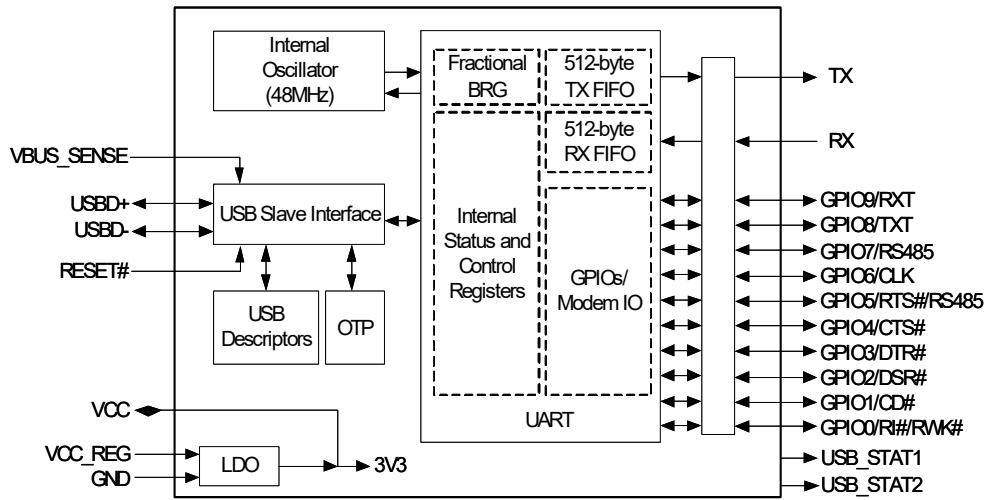 Internal
Oscillator
(48MHz)
Fractional
BRG
512-byte
TX FIFO
TX
512-byte
RX FIFO
RX
VBUS_SENSE
USBD+
USBD-
RESET#
USB Slave Interface
USB
Descriptors
OTP
Internal
Status and
Control
Registers
GPIOs/
Modem IO
UART
GPIO9/RXT
GPIO8/TXT
GPIO7/RS485
GPIO6/CLK
GPIO5/RTS#/RS485
GPIO4/CTS#
GPIO3/DTR#
GPIO2/DSR#
GPIO1/CD#
GPIO0/RI#/RWK#
USB_STAT1
USB_STAT2
VCC
VCC_REG
GND
LDO
3V3